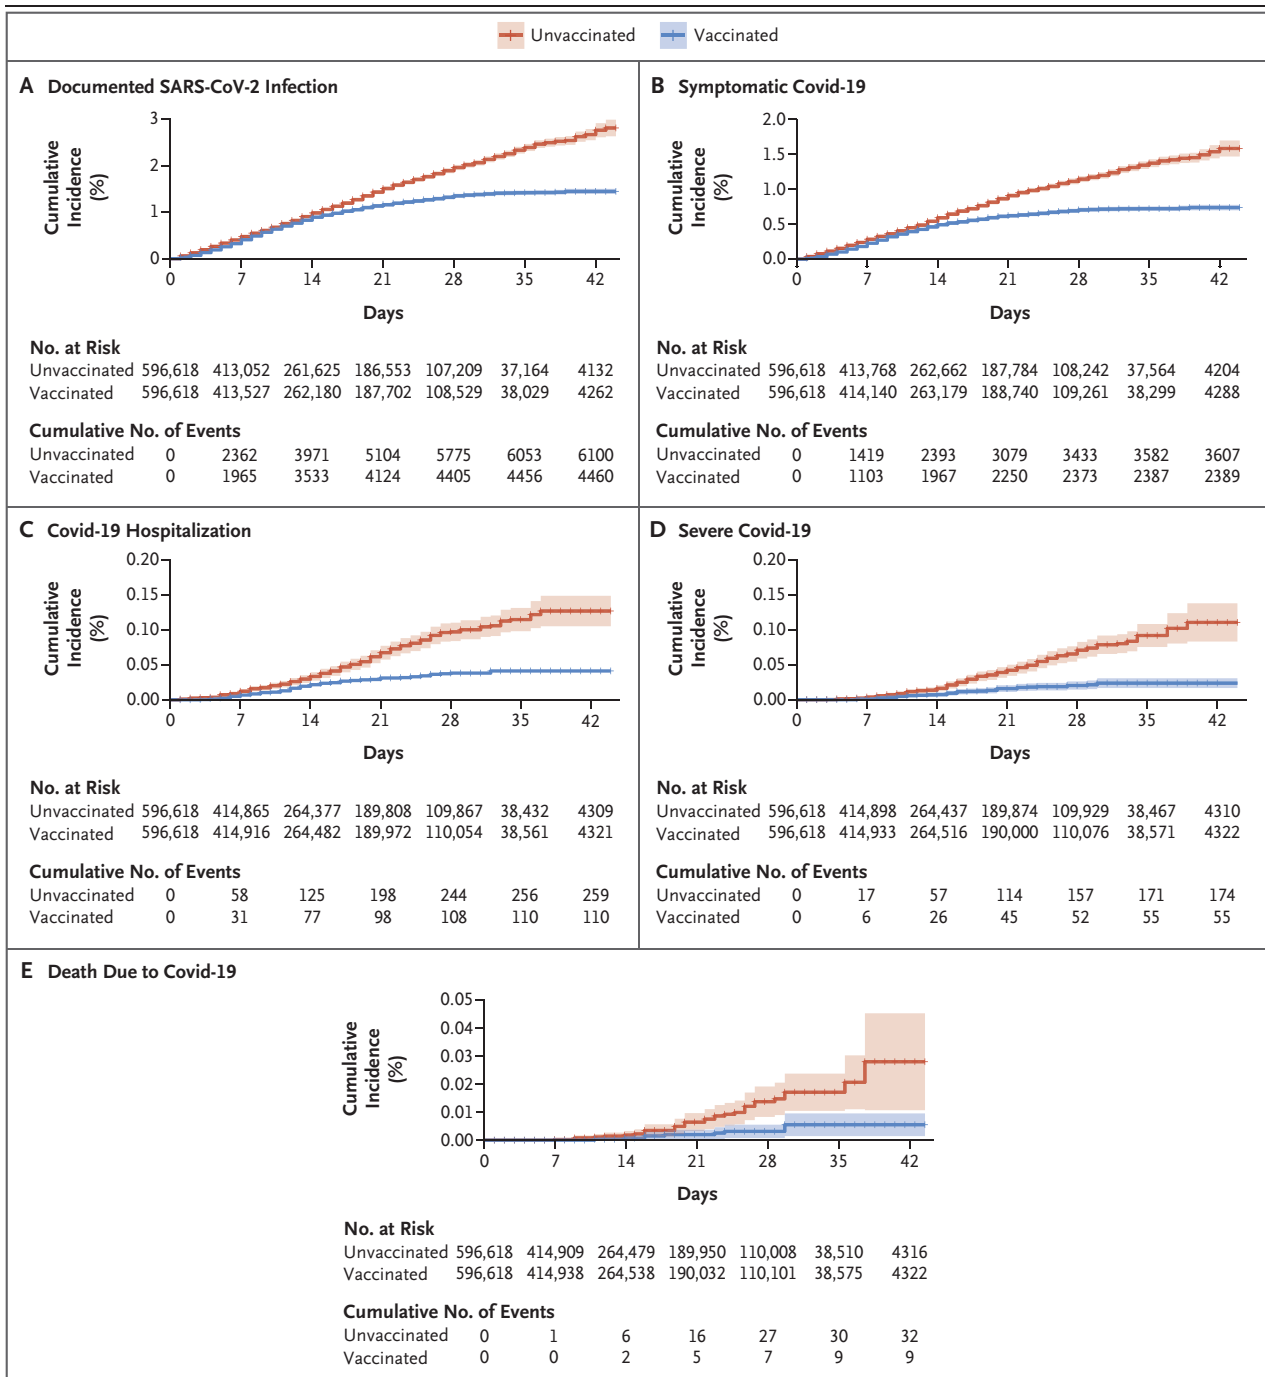 Unvaccinated Vaccinated
A Documented SARS-CoV-2 Infection
Cumulative
Incidence
(%)
3
2
1
0
0 7 14 21 28 35 42
Days
No. at Risk
Unvaccinated 596,618 413,052 261,625 186,553 107,209 37,164 4132
Vaccinated 596,618 413,527 262,180 187,702 108,529 38,029 4262
Cumulative No. of Events
Unvaccinated 0 2362 3971 5104 5775 6053 6100
Vaccinated 0 1965 3533 4124 4405 4456 4460
B Symptomatic Covid-19
Cumulative
Incidence
(%)
2.0
1.5
1.0
0.5
0.0
0 7 14 21 28 35 42
Days
No. at Risk
Unvaccinated 596,618 413,768 262,662 187,784 108,242 37,564 4204
Vaccinated 596,618 414,140 263,179 188,740 109,261 38,299 4288
Cumulative No. of Events
Unvaccinated 0 1419 2393 3079 3433 3582 3607
Vaccinated 0 1103 1967 2250 2373 2387 2389
C Covid-19 Hospitalization
Cumulative
Incidence
(%)
0.20
0.15
0.10
0.05
0.00
0 7 14 21 28 35 42
Days
No. at Risk
Unvaccinated 596,618 414,865 264,377 189,808 109,867 38,432 4309
Vaccinated 596,618 414,916 264,482 189,972 110,054 38,561 4321
Cumulative No. of Events
Unvaccinated 0 58 125 198 244 256 259
Vaccinated 0 31 77 98 108 110 110
D Severe Covid-19
Cumulative
Incidence
(%)
0.20
0.15
0.10
0.05
0.00
0 7 14 21 28 35 42
Days
No. at Risk
Unvaccinated 596,618 414,898 264,437 189,874 109,929 38,467 4310
Vaccinated 596,618 414,933 264,516 190,000 110,076 38,571 4322
Cumulative No. of Events
Unvaccinated 0 17 57 114 157 171 174
Vaccinated 0 6 26 45 52 55 55
E Death Due to Covid-19
Cumulative
Incidence
(%)
0.05
0.04
0.03
0.02
0.01
0.00
0 7 14 21 28 35 42
Days
No. at Risk
Unvaccinated 596,618 414,909 264,479 189,950 110,008 38,510 4316
Vaccinated 596,618 414,938 264,538 190,032 110,101 38,575 4322
Cumulative No. of Events
Unvaccinated 0 1 6 16 27 30 32
Vaccinated 0 0 2 5 7 9 9